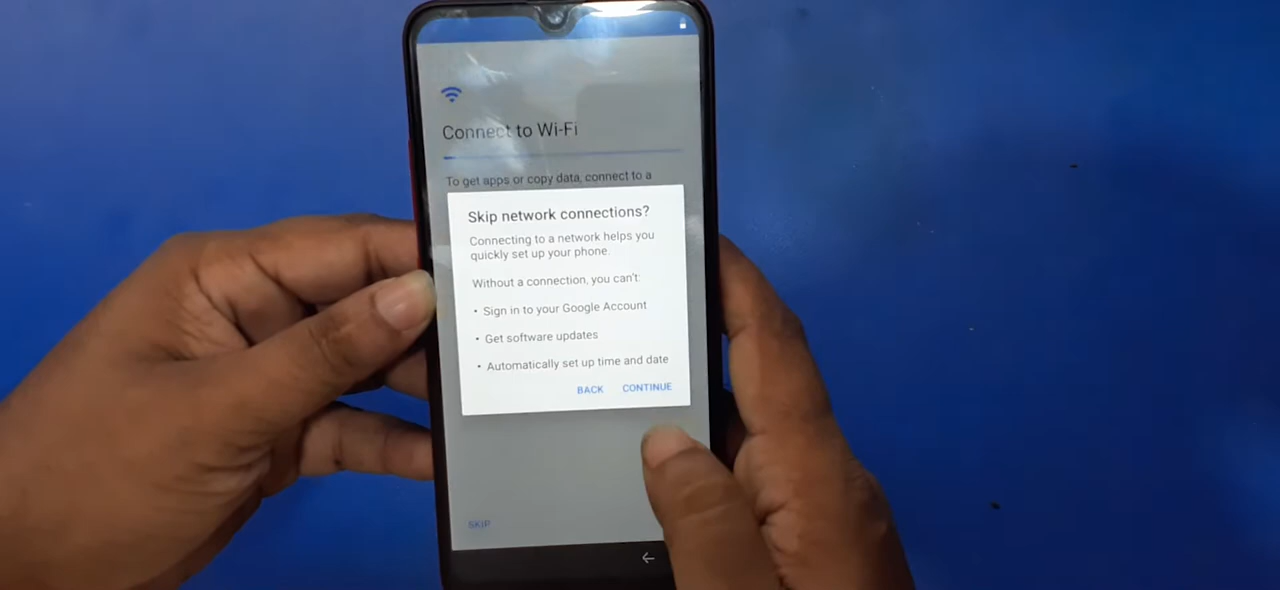 Connect to Wi-Fi
To get apps or copy data, connect to a
Skip network connections?
Connecting to a network helps you
quickly set up your phone.
Without a connection, you can't:
• Sign in to your Google Account
• Get software updates
• Automatically set up time and date
BACK CONTINUE
SKIP